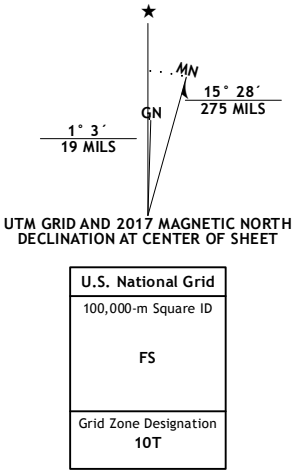 ★
MN
GN
15° 28´
275 MILS
1° 3´
19 MILS
UTM GRID AND 2017 MAGNETIC NORTH
DECLINATION AT CENTER OF SHEET
U.S. National Grid
100,000-m Square ID
FS
Grid Zone Designation
10T